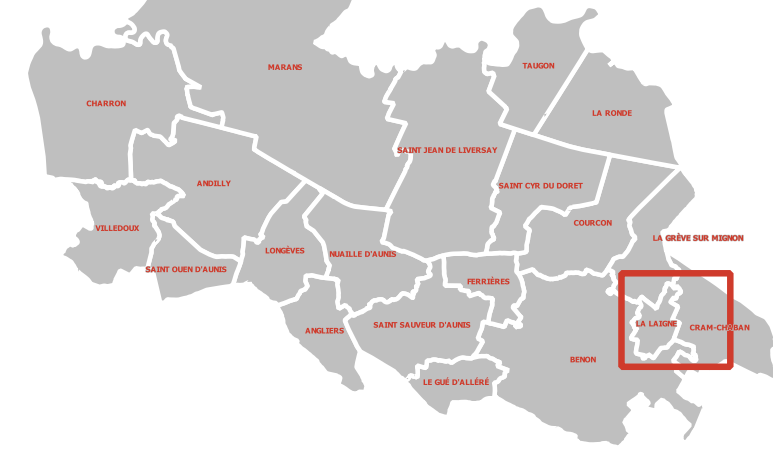 TAUGON
MARANS
CHARRON
LA RONDE
SAINT JEAN DE LIVERSAY
ANDILLY
SAINT CYR DU DORET
COURCON
VILLEDOUX
LA GRÈVE SUR MIGNON
LONGÈVES
NUAILLE D'AUNIS
SAINT OUEN D'AUNIS
FERRIÈRES
LA LAIGNE
CRAM-CHABAN
SAINT SAUVEUR D'AUNIS
ANGLIERS
BENON
LE GUÉ D'ALLÉRÉ